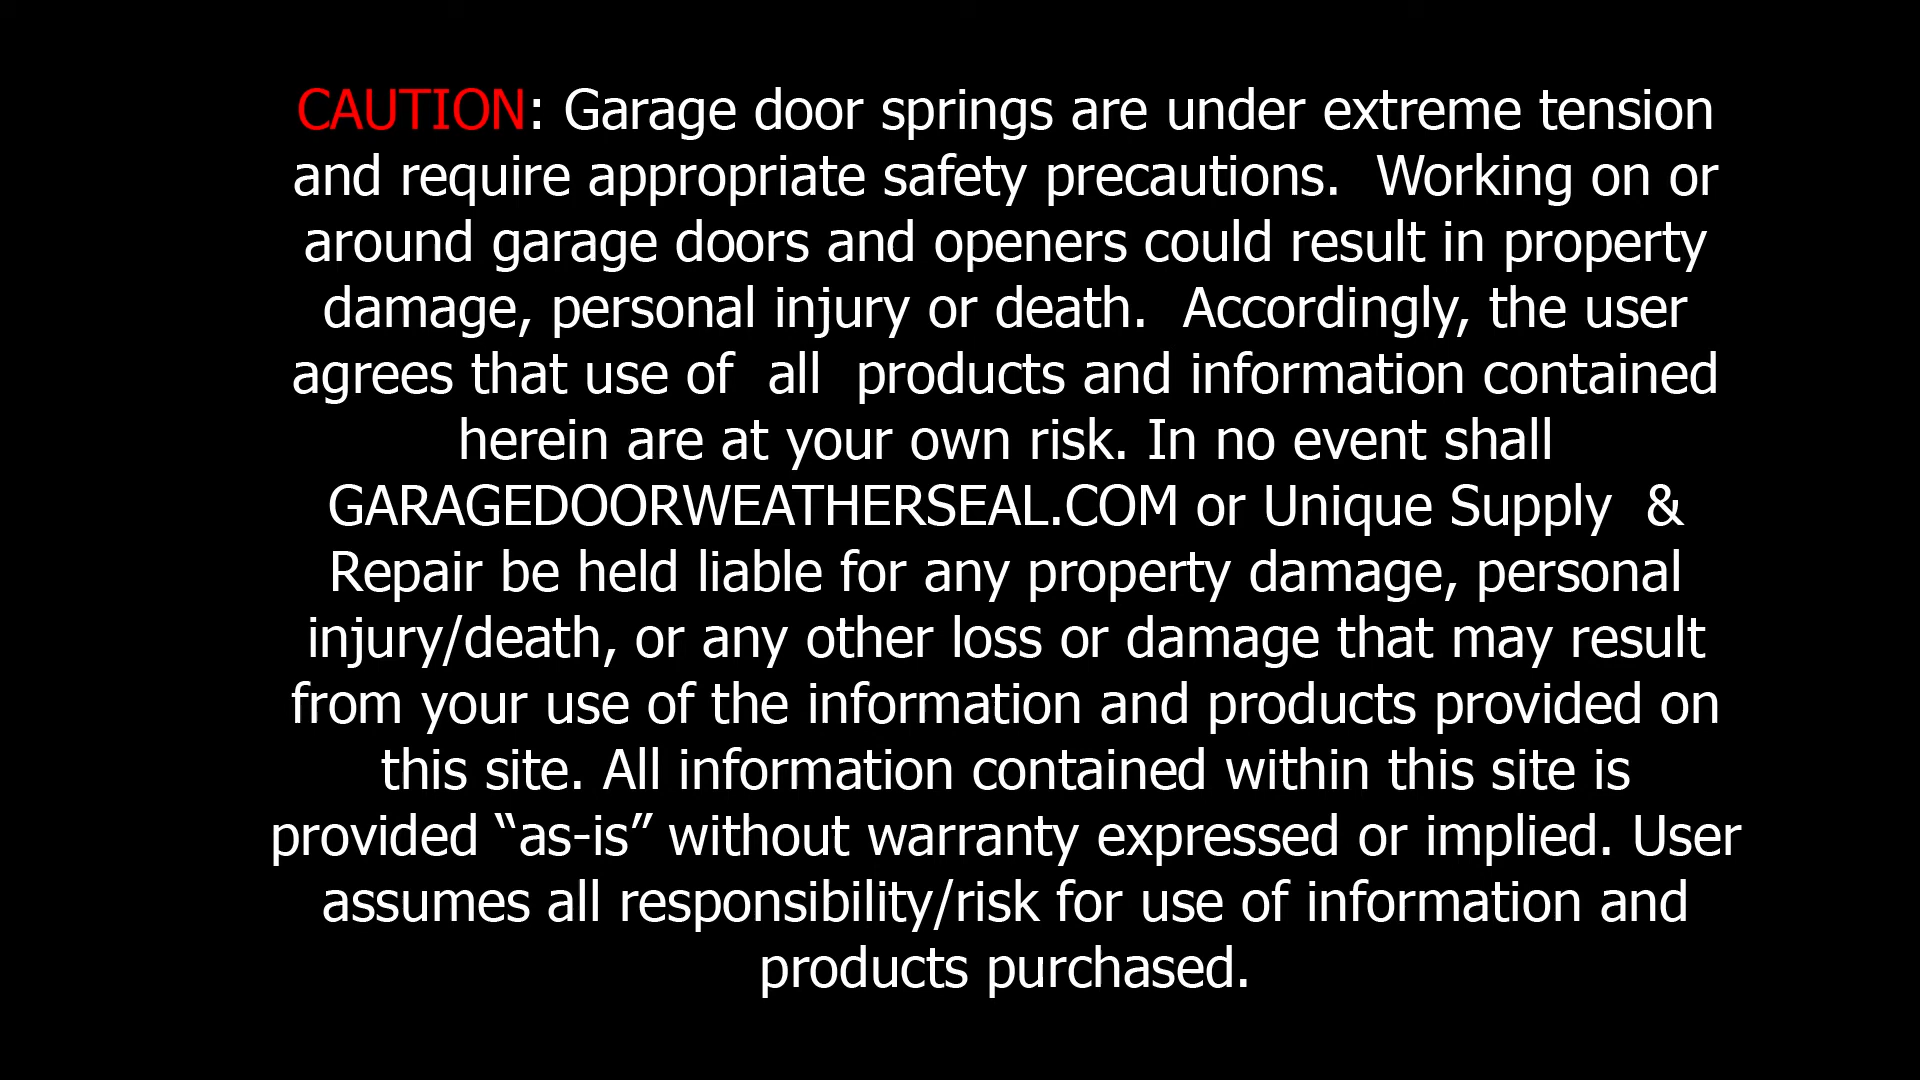 CAUTION: Garage door springs are under extreme tension
and require appropriate safety precautions.  Working on or
around garage doors and openers could result in property
damage, personal injury or death.  Accordingly, the user
agrees that use of  all  products and information contained
herein are at your own risk. In no event shall
GARAGEDOORWEATHERSEAL.COM or Unique Supply  &
Repair be held liable for any property damage, personal
injury/death, or any other loss or damage that may result
from your use of the information and products provided on
this site. All information contained within this site is
provided “as-is” without warranty expressed or implied. User
assumes all responsibility/risk for use of information and
products purchased.